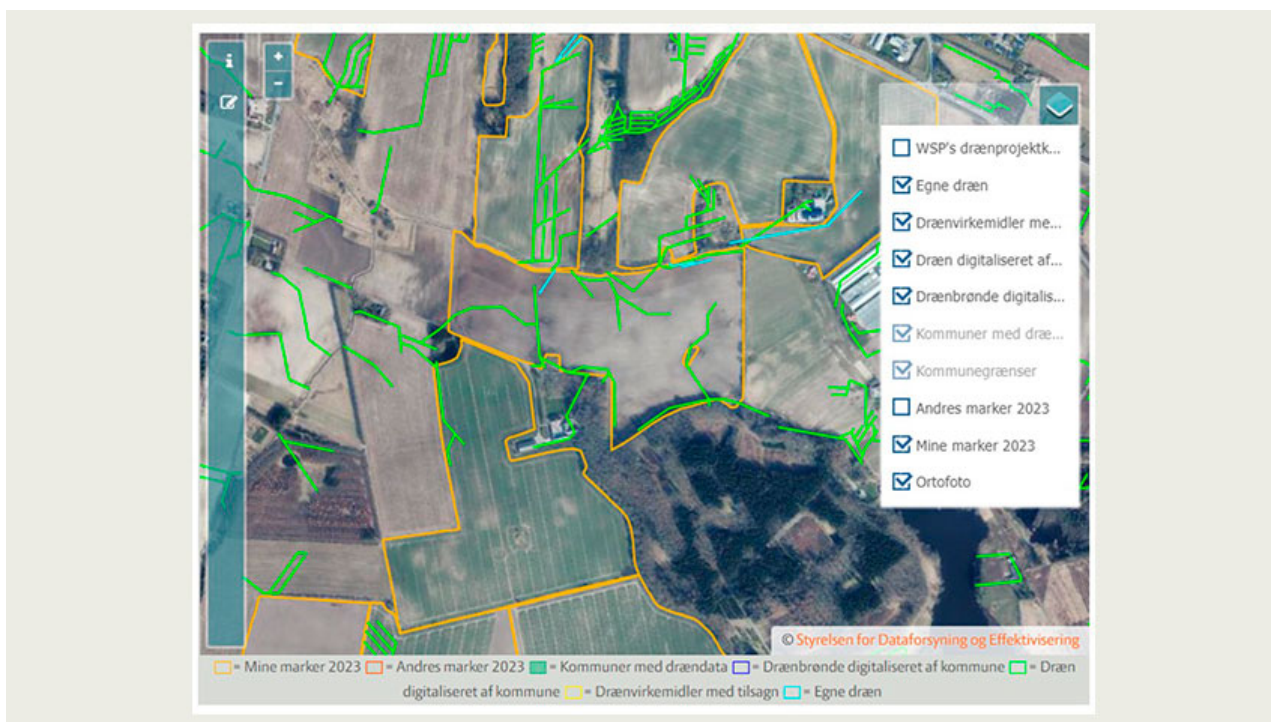 i
+
-
WSP's drænprojektk...
Egne dræn
Drænvirkemidler me...
Dræn digitaliseret af...
Drænbrønde digitalis...
Kommuner med dræ...
Kommunegrænser
Andres marker 2023
Mine marker 2023
Ortofoto
© Styrelsen for Dataforsyning og Effektivisering
= Mine marker 2023 = Andres marker 2023 = Kommuner med drændata = Drænbrønde digitaliseret af kommune = Dræn
digitaliseret af kommune = Drænvirkemidler med tilsagn = Egne dræn